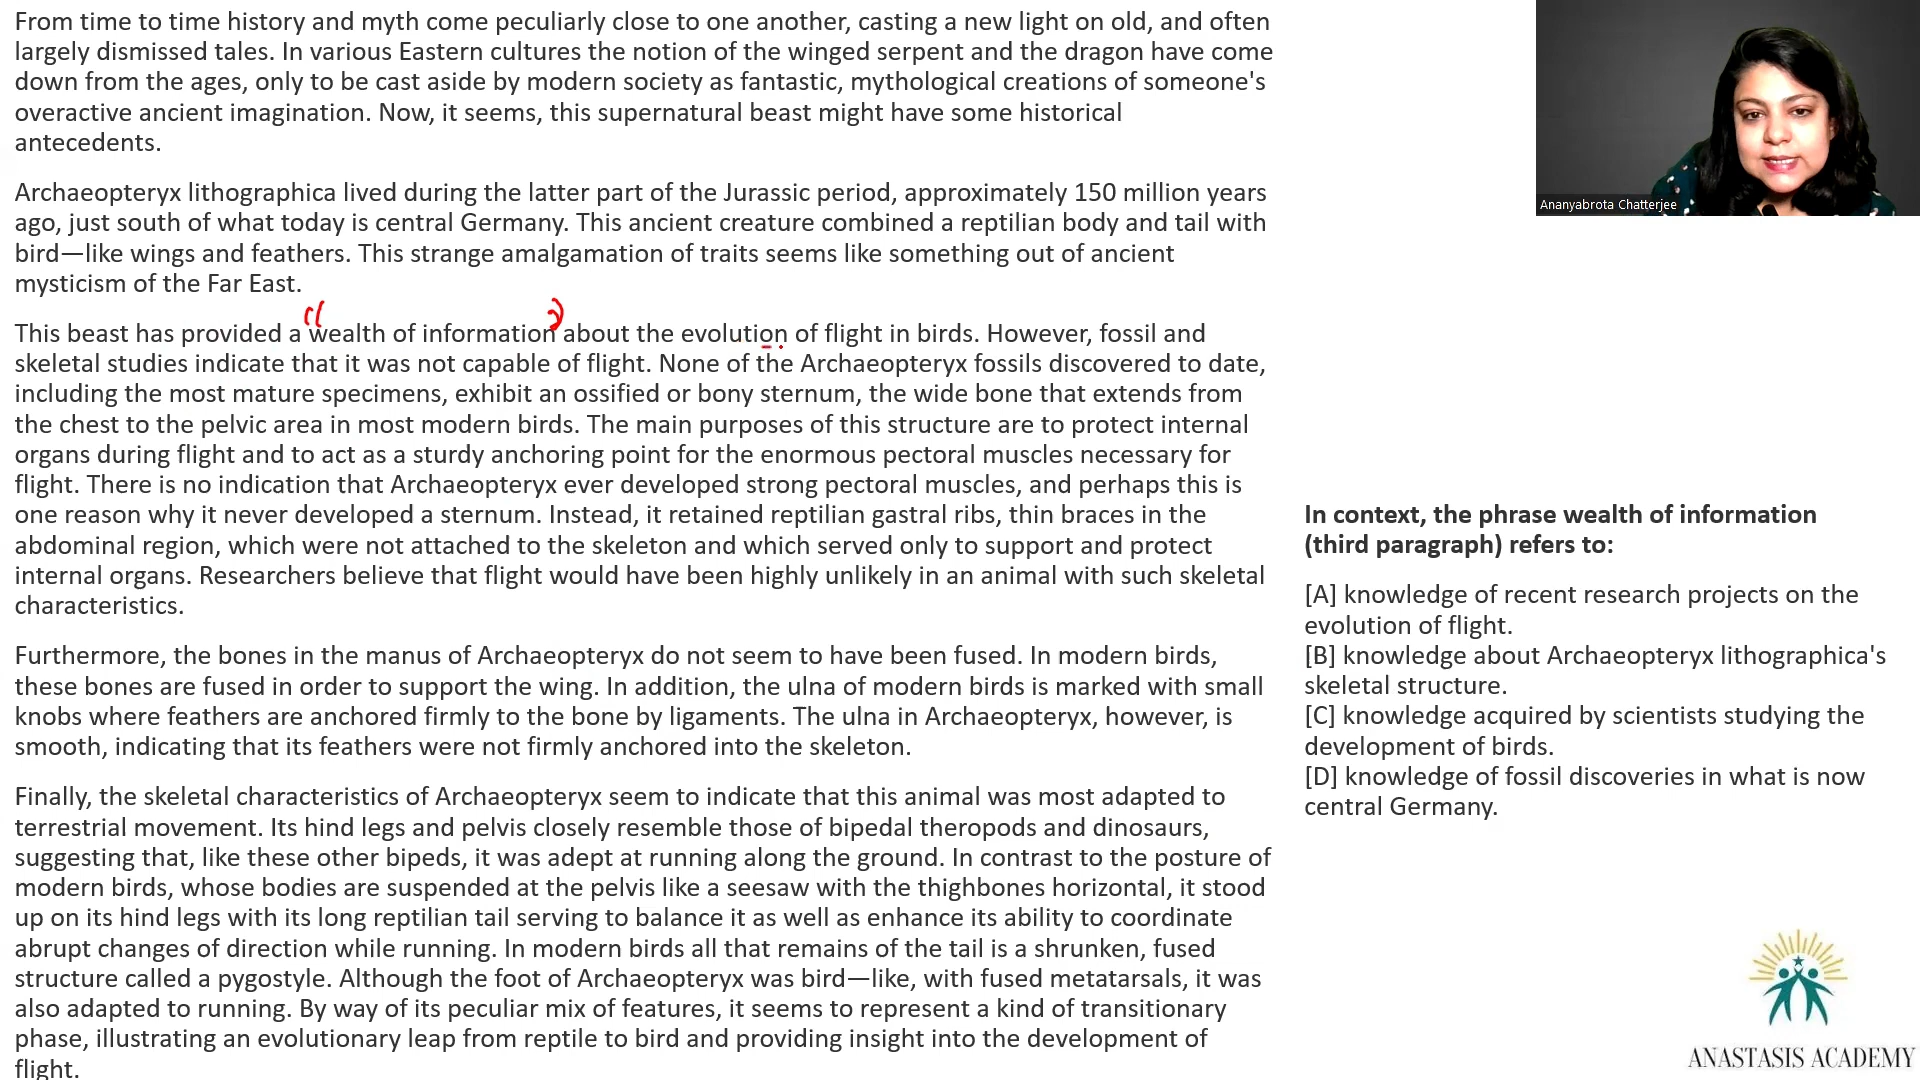 From time to time history and myth come peculiarly close to one another, casting a new light on old, and often
largely dismissed tales. In various Eastern cultures the notion of the winged serpent and the dragon have come
down from the ages, only to be cast aside by modern society as fantastic, mythological creations of someone's
overactive ancient imagination. Now, it seems, this supernatural beast might have some historical
antecedents.
Archaeopteryx lithographica lived during the latter part of the Jurassic period, approximately 150 million years
ago, just south of what today is central Germany. This ancient creature combined a reptilian body and tail with
bird—like wings and feathers. This strange amalgamation of traits seems like something out of ancient
mysticism of the Far East.
This beast has provided a wealth of information about the evolution of flight in birds. However, fossil and
skeletal studies indicate that it was not capable of flight. None of the Archaeopteryx fossils discovered to date,
including the most mature specimens, exhibit an ossified or bony sternum, the wide bone that extends from
the chest to the pelvic area in most modern birds. The main purposes of this structure are to protect internal
organs during flight and to act as a sturdy anchoring point for the enormous pectoral muscles necessary for
flight. There is no indication that Archaeopteryx ever developed strong pectoral muscles, and perhaps this is
one reason why it never developed a sternum. Instead, it retained reptilian gastral ribs, thin braces in the
abdominal region, which were not attached to the skeleton and which served only to support and protect
internal organs. Researchers believe that flight would have been highly unlikely in an animal with such skeletal
characteristics.
Furthermore, the bones in the manus of Archaeopteryx do not seem to have been fused. In modern birds,
these bones are fused in order to support the wing. In addition, the ulna of modern birds is marked with small
knobs where feathers are anchored firmly to the bone by ligaments. The ulna in Archaeopteryx, however, is
smooth, indicating that its feathers were not firmly anchored into the skeleton.
Finally, the skeletal characteristics of Archaeopteryx seem to indicate that this animal was most adapted to
terrestrial movement. Its hind legs and pelvis closely resemble those of bipedal theropods and dinosaurs,
suggesting that, like these other bipeds, it was adept at running along the ground. In contrast to the posture of
modern birds, whose bodies are suspended at the pelvis like a seesaw with the thighbones horizontal, it stood
up on its hind legs with its long reptilian tail serving to balance it as well as enhance its ability to coordinate
abrupt changes of direction while running. In modern birds all that remains of the tail is a shrunken, fused
structure called a pygostyle. Although the foot of Archaeopteryx was bird—like, with fused metatarsals, it was
also adapted to running. By way of its peculiar mix of features, it seems to represent a kind of transitionary
phase, illustrating an evolutionary leap from reptile to bird and providing insight into the development of
flight.
Ananyabrota Chatterjee
In context, the phrase wealth of information
(third paragraph) refers to:
[A] knowledge of recent research projects on the
evolution of flight.
[B] knowledge about Archaeopteryx lithographica's
skeletal structure.
[C] knowledge acquired by scientists studying the
development of birds.
[D] knowledge of fossil discoveries in what is now
central Germany.
ANASTASIS ACADEMY